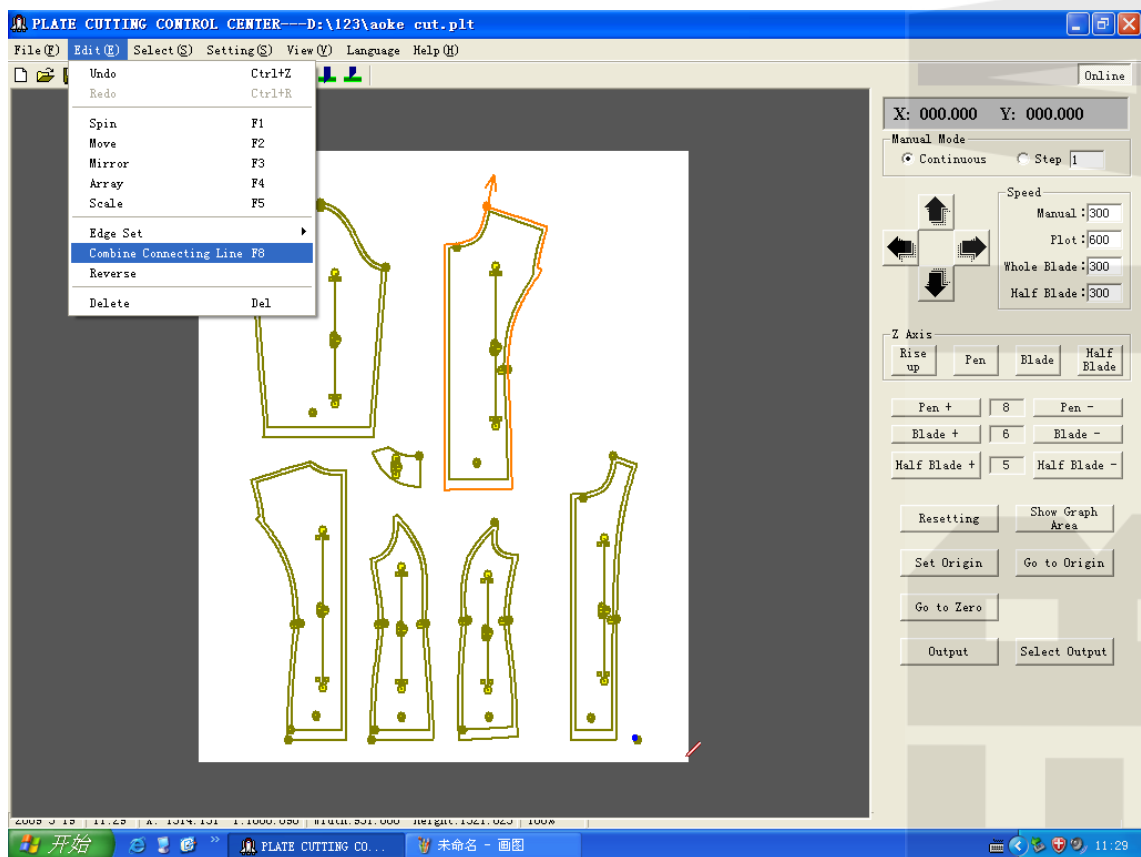 PLATE CUTTING CONTROL CENTER---D:\123\aoke cut.plt
File(F) Edit(E) Select(S) Setting(S) View(V) Language Help(H)
Undo Ctrl+Z
Redo Ctrl+R
Spin F1
Move F2
Mirror F3
Array F4
Scale F5
Edge Set
Combine Connecting Line F8
Reverse
Delete Del
Online
X: 000.000 Y: 000.000
Manual Mode
Continuous Step 1
Speed
Manual:300
Plot:600
Whole Blade:300
Half Blade:300
Z Axis
Rise up
Pen
Blade
Half Blade
Pen + 8 Pen -
Blade + 6 Blade -
Half Blade + 5 Half Blade -
Resetting
Show Graph Area
Set Origin Go to Origin
Go to Zero
Output Select Output
开始 PLATE CUTTING CO... 未命名 - 画图 11:29